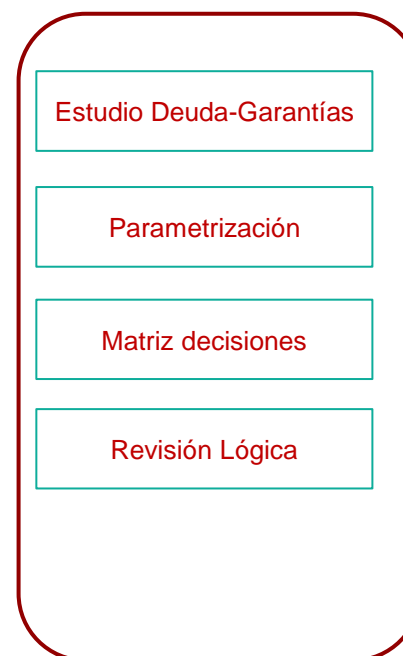 Estudio Deuda-Garantías
Parametrización
Matriz decisiones
Revisión Lógica